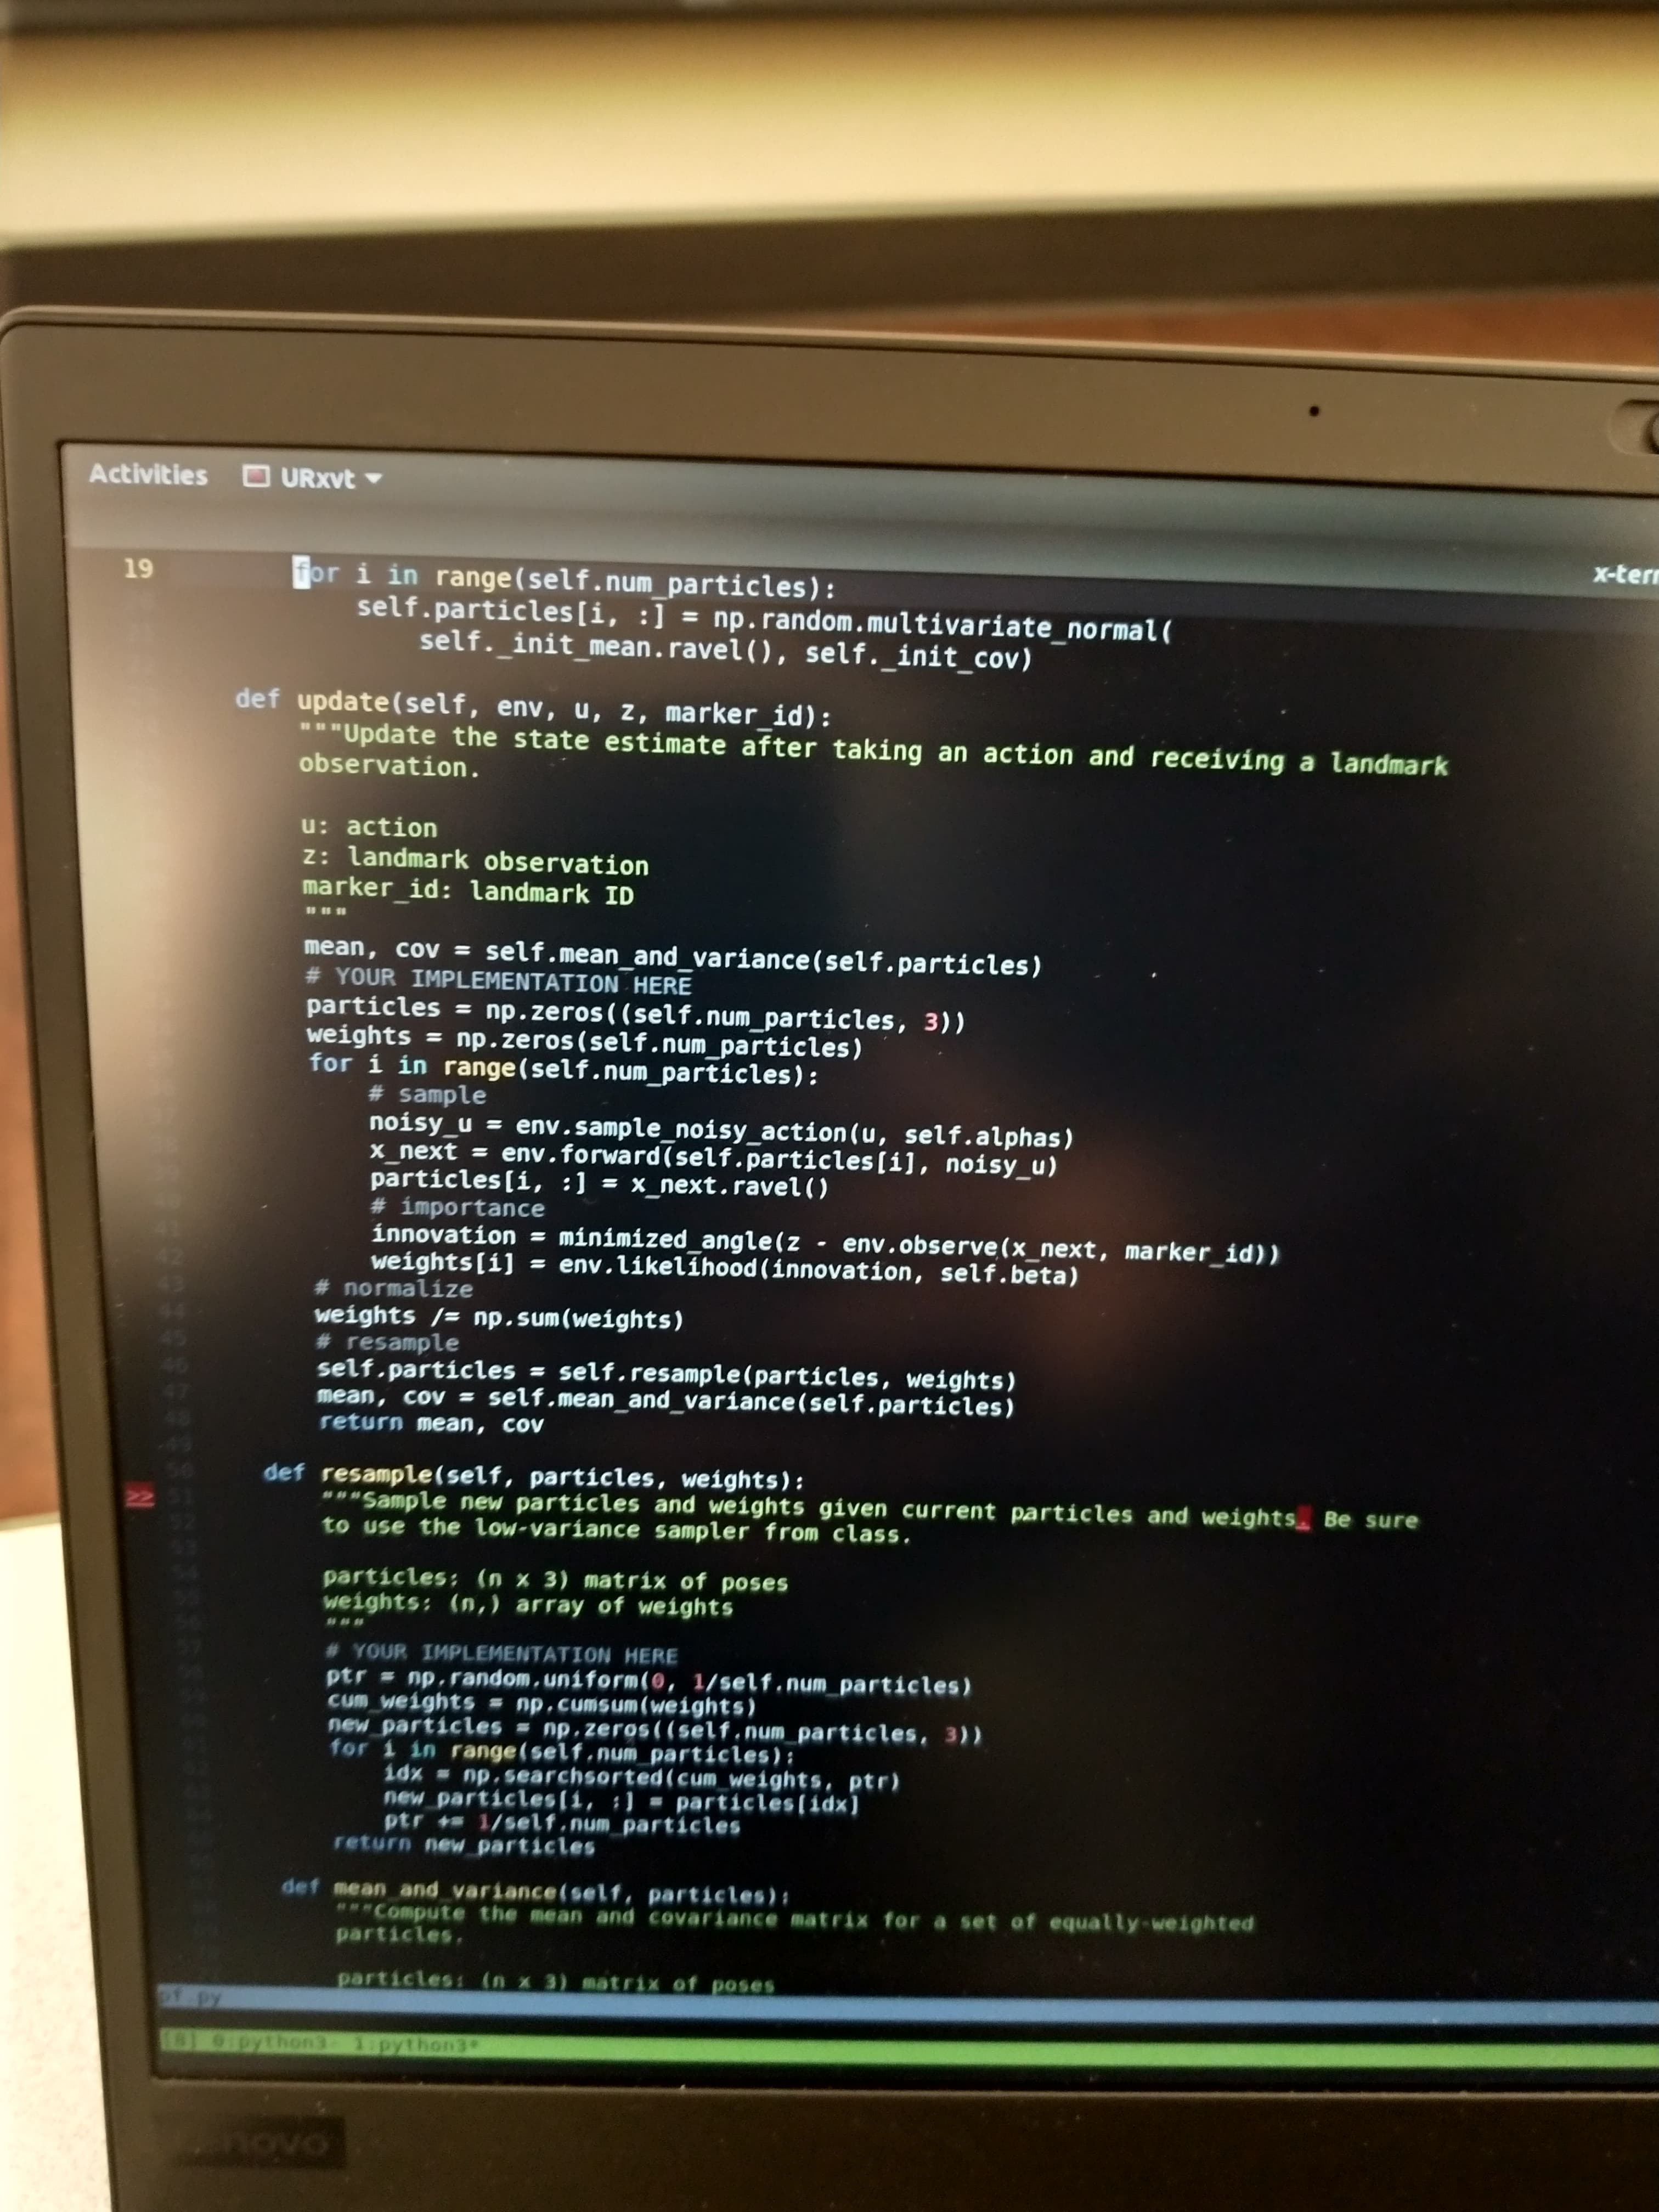 Activities URxvt
x-term
19 for i in range(self.num_particles):
self.particles[i, :] = np.random.multivariate_normal(
self._init_mean.ravel(), self._init_cov)
def update(self, env, u, z, marker_id):
"""Update the state estimate after taking an action and receiving a landmark
observation.
u: action
z: landmark observation
marker_id: landmark ID
"""
mean, cov = self.mean_and_variance(self.particles)
# YOUR IMPLEMENTATION HERE
particles = np.zeros((self.num_particles, 3))
weights = np.zeros(self.num_particles)
for i in range(self.num_particles):
# sample
noisy_u = env.sample_noisy_action(u, self.alphas)
x_next = env.forward(self.particles[i], noisy_u)
particles[i, :] = x_next.ravel()
# importance
innovation = minimized_angle(z - env.observe(x_next, marker_id))
weights[i] = env.likelihood(innovation, self.beta)
# normalize
weights /= np.sum(weights)
# resample
self.particles = self.resample(particles, weights)
mean, cov = self.mean_and_variance(self.particles)
return mean, cov
def resample(self, particles, weights):
>> """Sample new particles and weights given current particles and weights. Be sure
to use the low-variance sampler from class.
particles: (n x 3) matrix of poses
weights: (n,) array of weights
"""
# YOUR IMPLEMENTATION HERE
ptr = np.random.uniform(0, 1/self.num_particles)
cum_weights = np.cumsum(weights)
new_particles = np.zeros((self.num_particles, 3))
for i in range(self.num_particles):
idx = np.searchsorted(cum_weights, ptr)
new_particles[i, :] = particles[idx]
ptr += 1/self.num_particles
return new_particles
def mean_and_variance(self, particles):
"""Compute the mean and covariance matrix for a set of equally-weighted
particles.
particles: (n x 3) matrix of poses
pf.py
[8] 0:python3- 1:python3*